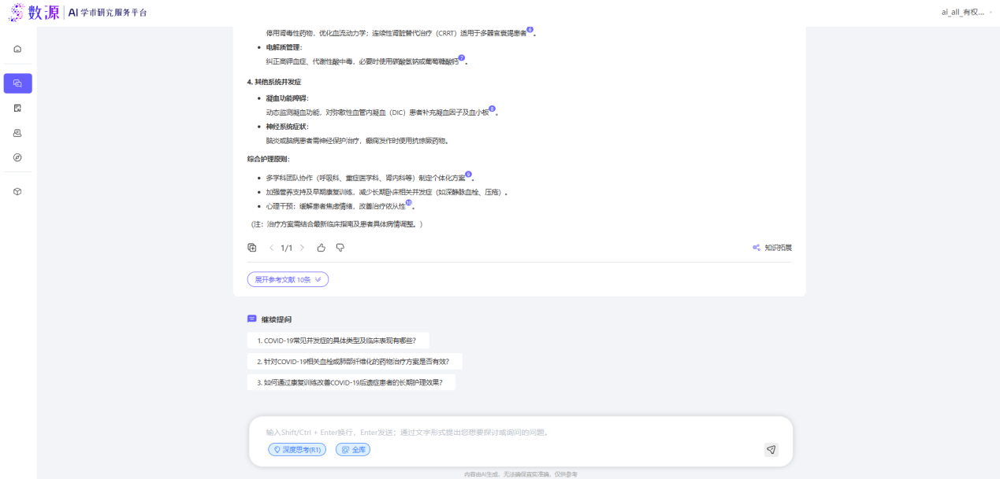 数源 AI 学术研究服务平台
ai_all_有权...
停用肾毒性药物，优化血流动力学；连续性肾脏替代治疗（CRRT）适用于多器官衰竭患者6。
• 电解质管理：
纠正高钾血症、代谢性酸中毒，必要时使用碳酸氢钠或葡萄糖酸钙7。
4. 其他系统并发症
• 凝血功能障碍：
动态监测凝血功能，对弥散性血管内凝血（DIC）患者补充凝血因子及血小板8。
• 神经系统症状：
脑炎或脑病患者需神经保护治疗，癫痫发作时使用抗惊厥药物。
综合护理原则：
• 多学科团队协作（呼吸科、重症医学科、肾内科等）制定个体化方案9。
• 加强营养支持及早期康复训练，减少长期卧床相关并发症（如深静脉血栓、压疮）。
• 心理干预：缓解患者焦虑情绪，改善治疗依从性10。
（注：治疗方案需结合最新临床指南及患者具体病情调整。）
1/1
知识拓展
展开参考文献 10条
继续提问
1. COVID-19常见并发症的具体类型及临床表现有哪些？
2. 针对COVID-19相关血栓或肺部纤维化的药物治疗方案是否有效？
3. 如何通过康复训练改善COVID-19后遗症患者的长期护理效果？
输入Shift/Ctrl + Enter换行，Enter发送；通过文字形式提出您想要探讨或询问的问题。
深度思考(R1) 全库
内容由AI生成，无法确保真实准确，仅供参考